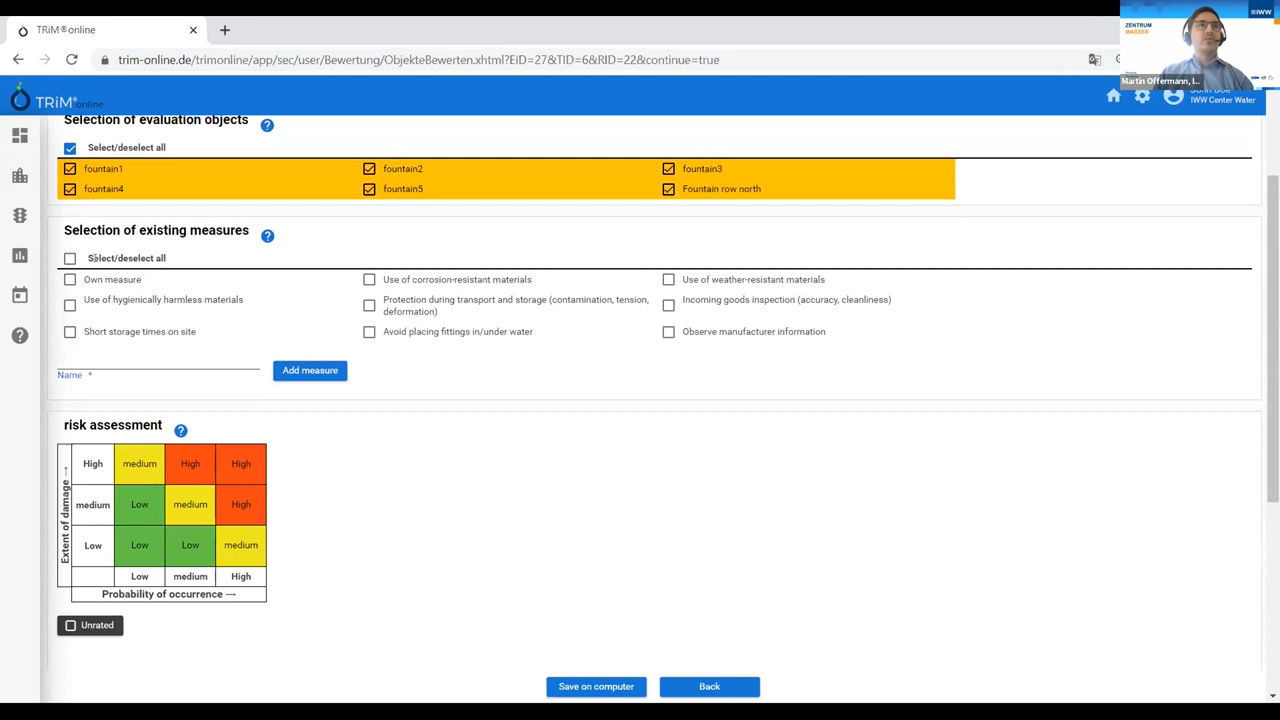 TRiM®online
trim-online.de/trimonline/app/sec/user/Bewertung/ObjekteBewerten.xhtml?EID=27&TID=6&RID=22&continue=true
IWW
ZENTRUM
WASSER
Martin Offermann, I...
TRiM®online
IWW Center Water
Selection of evaluation objects ?
Select/deselect all
fountain1 fountain2 fountain3
fountain4 fountain5 Fountain row north
Selection of existing measures ?
Select/deselect all
Own measure Use of corrosion-resistant materials Use of weather-resistant materials
Use of hygienically harmless materials Protection during transport and storage (contamination, tension, Incoming goods inspection (accuracy, cleanliness)
deformation)
Short storage times on site Avoid placing fittings in/under water Observe manufacturer information
Name * Add measure
risk assessment ?
Extent of damage →
High medium High High
medium Low medium High
Low Low Low medium
Low medium High
Probability of occurrence →
Unrated
Save on computer Back